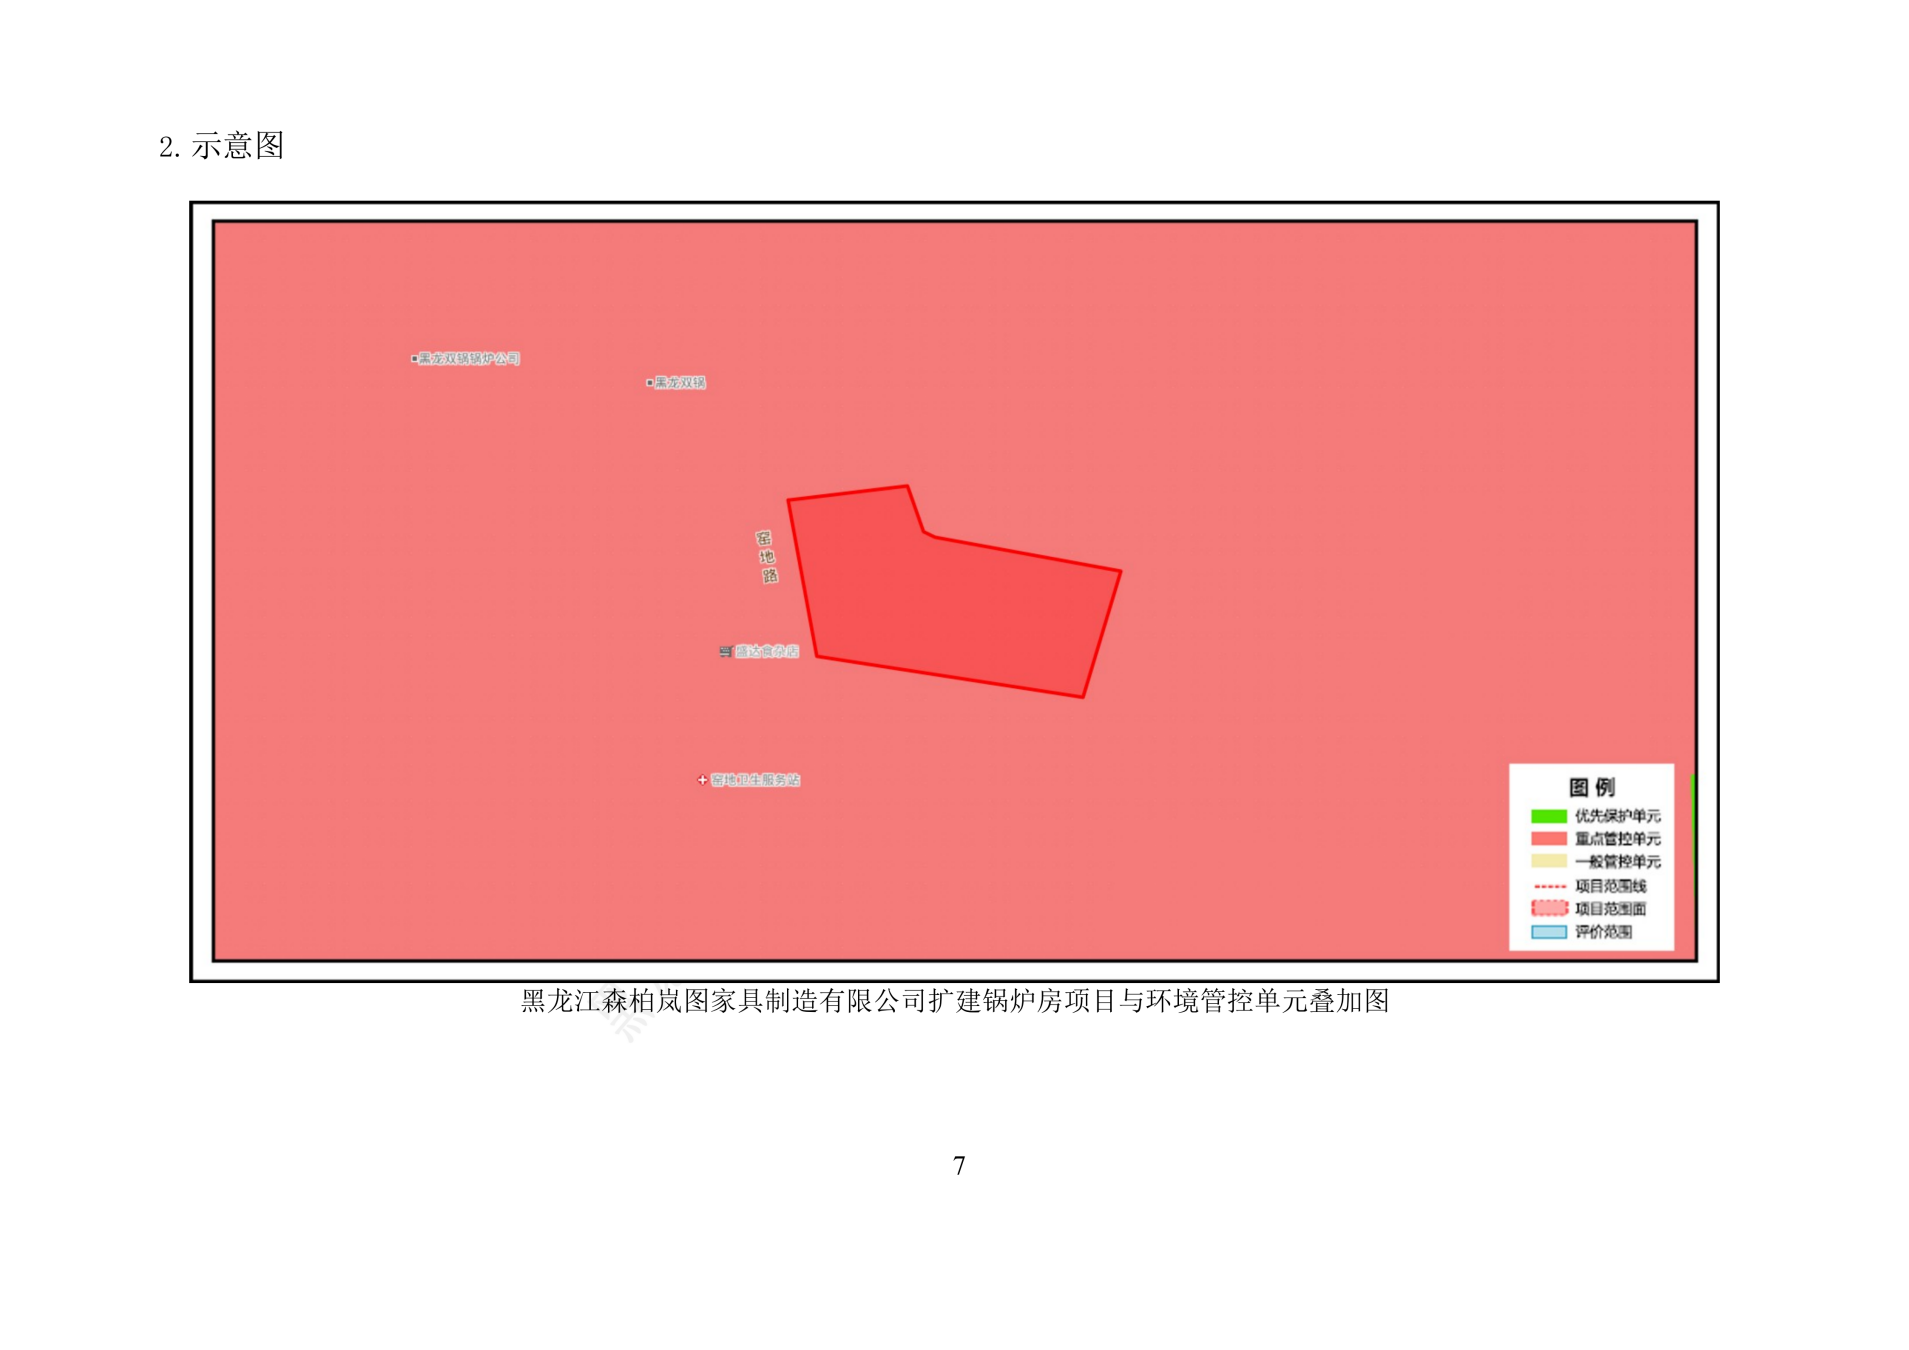 2. 示意图
黑龙双锅锅炉公司
黑龙双锅
窑地路
盛达食杂店
窑地卫生服务站
图例
优先保护单元
重点管控单元
一般管控单元
项目范围线
项目范围面
评价范围
黑龙江森柏岚图家具制造有限公司扩建锅炉房项目与环境管控单元叠加图
7